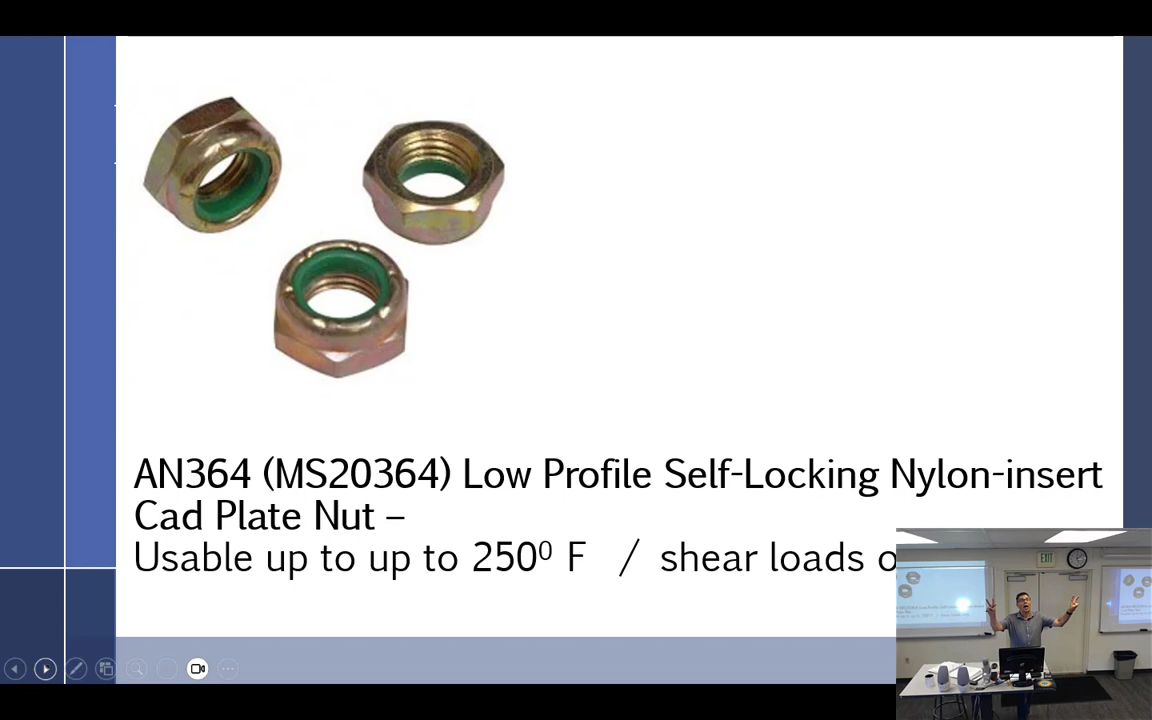 AN364 (MS20364) Low Profile Self-Locking Nylon-insert
Cad Plate Nut –
Usable up to up to 250⁰ F / shear loads o
EXIT